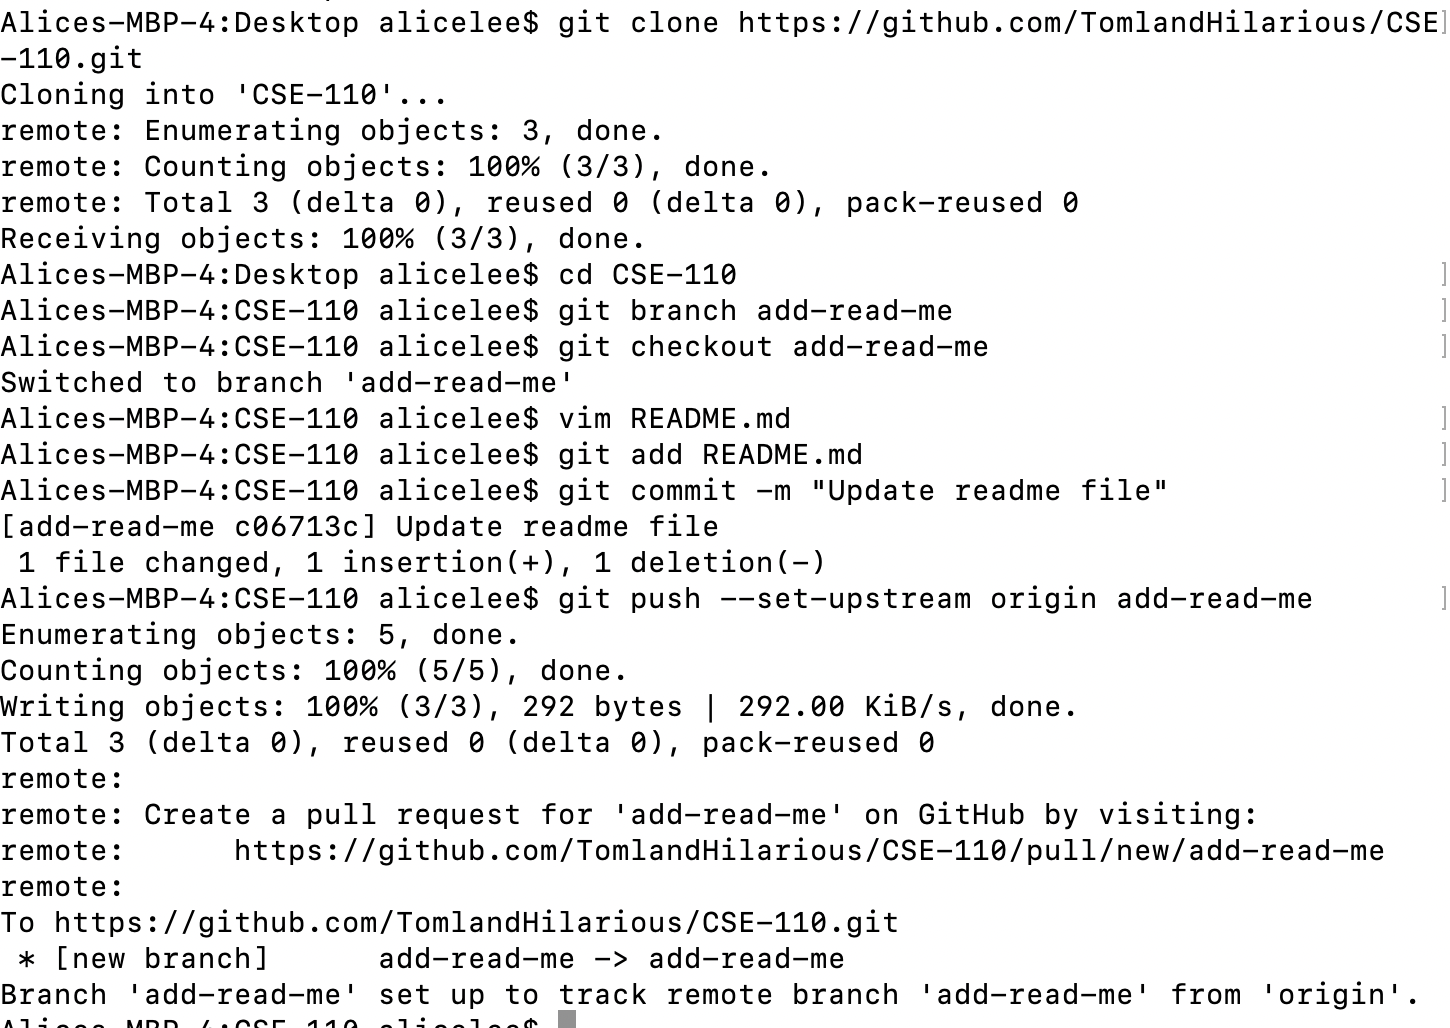 Alices-MBP-4:Desktop alicelee$ git clone https://github.com/TomlandHilarious/CSE
-110.git
Cloning into 'CSE-110'...
remote: Enumerating objects: 3, done.
remote: Counting objects: 100% (3/3), done.
remote: Total 3 (delta 0), reused 0 (delta 0), pack-reused 0
Receiving objects: 100% (3/3), done.
Alices-MBP-4:Desktop alicelee$ cd CSE-110
Alices-MBP-4:CSE-110 alicelee$ git branch add-read-me
Alices-MBP-4:CSE-110 alicelee$ git checkout add-read-me
Switched to branch 'add-read-me'
Alices-MBP-4:CSE-110 alicelee$ vim README.md
Alices-MBP-4:CSE-110 alicelee$ git add README.md
Alices-MBP-4:CSE-110 alicelee$ git commit -m "Update readme file"
[add-read-me c06713c] Update readme file
 1 file changed, 1 insertion(+), 1 deletion(-)
Alices-MBP-4:CSE-110 alicelee$ git push --set-upstream origin add-read-me
Enumerating objects: 5, done.
Counting objects: 100% (5/5), done.
Writing objects: 100% (3/3), 292 bytes | 292.00 KiB/s, done.
Total 3 (delta 0), reused 0 (delta 0), pack-reused 0
remote:
remote: Create a pull request for 'add-read-me' on GitHub by visiting:
remote:      https://github.com/TomlandHilarious/CSE-110/pull/new/add-read-me
remote:
To https://github.com/TomlandHilarious/CSE-110.git
 * [new branch]      add-read-me -> add-read-me
Branch 'add-read-me' set up to track remote branch 'add-read-me' from 'origin'.
Alices-MBP-4:CSE-110 alicelee$